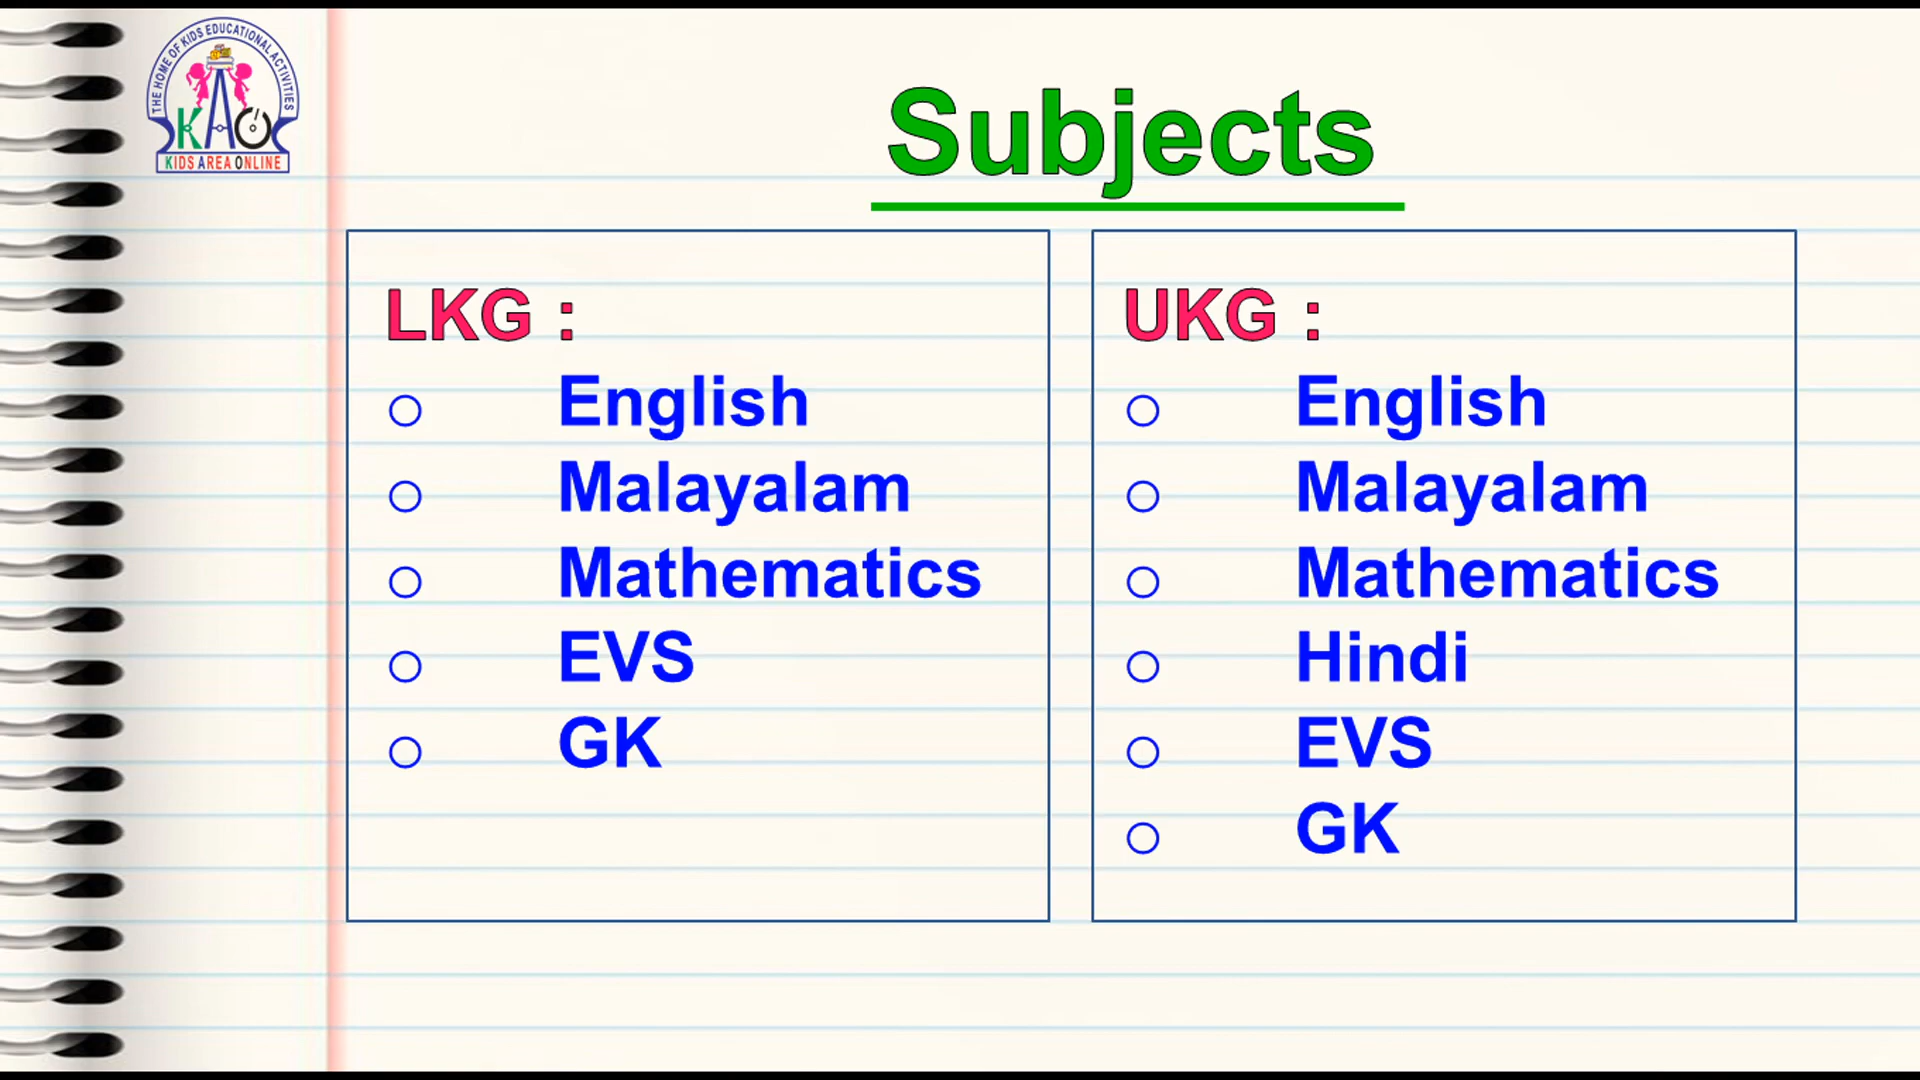 THE HOME OF KIDS EDUCATIONAL ACTIVITIES
KAO
KIDS AREA ONLINE
Subjects
LKG :
English
Malayalam
Mathematics
EVS
GK
UKG :
English
Malayalam
Mathematics
Hindi
EVS
GK